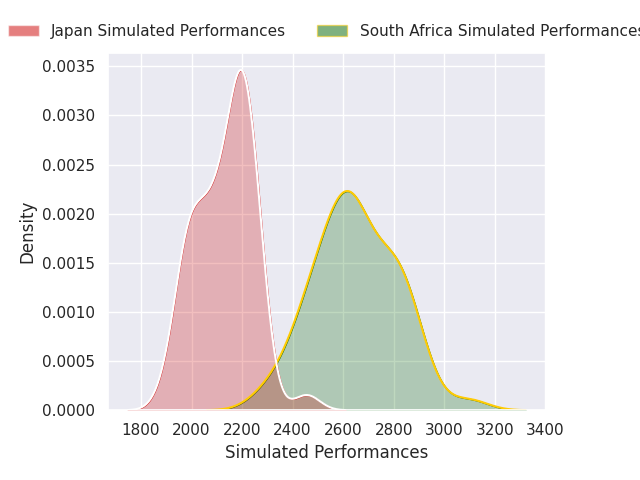 Japan Simulated Performances South Africa Simulated Performances
0.0035
0.0030
0.0025
0.0020
0.0015
0.0010
0.0005
0.0000
Density
1800 2000 2200 2400 2600 2800 3000 3200 3400
Simulated Performances